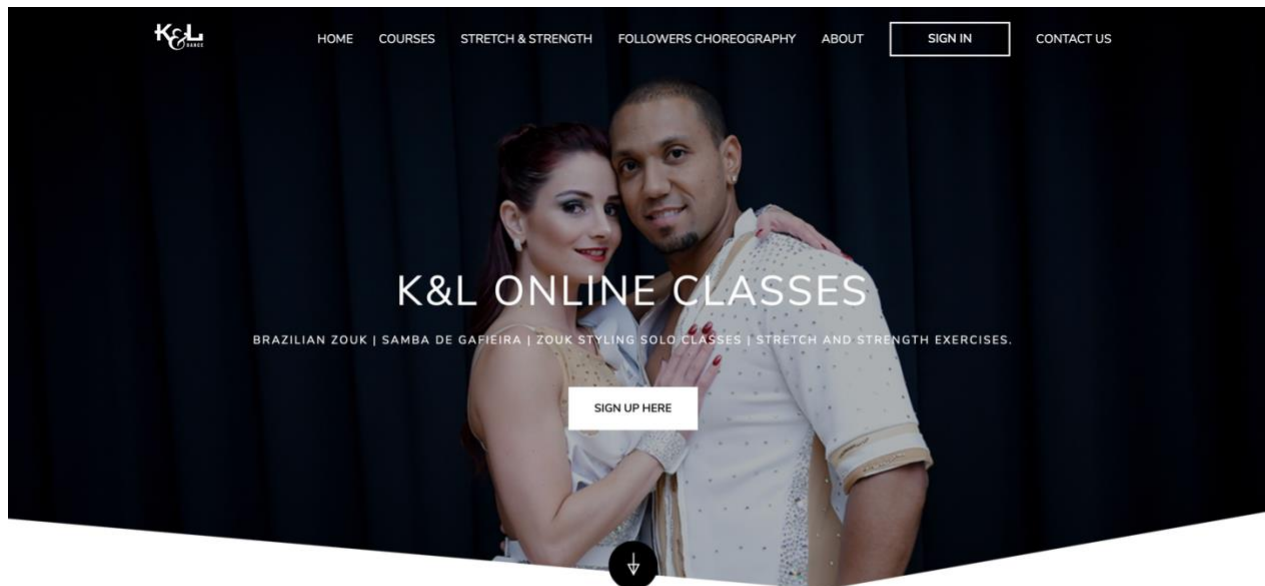 K&L DANCE
HOME COURSES STRETCH & STRENGTH FOLLOWERS CHOREOGRAPHY ABOUT SIGN IN CONTACT US
K&L ONLINE CLASSES
BRAZILIAN ZOUK | SAMBA DE GAFIEIRA | ZOUK STYLING SOLO CLASSES | STRETCH AND STRENGTH EXERCISES.
SIGN UP HERE